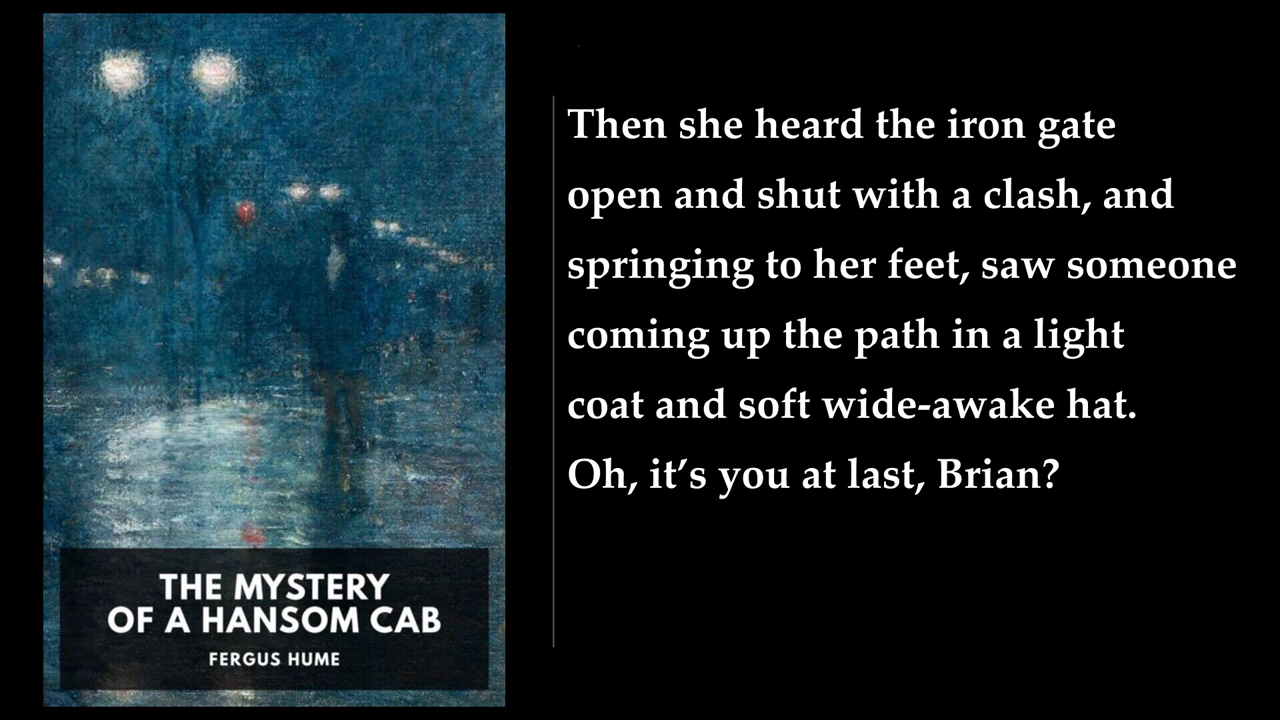 Then she heard the iron gate
open and shut with a clash, and
springing to her feet, saw someone
coming up the path in a light
coat and soft wide-awake hat.
Oh, it’s you at last, Brian?
THE MYSTERY
OF A HANSOM CAB
FERGUS HUME